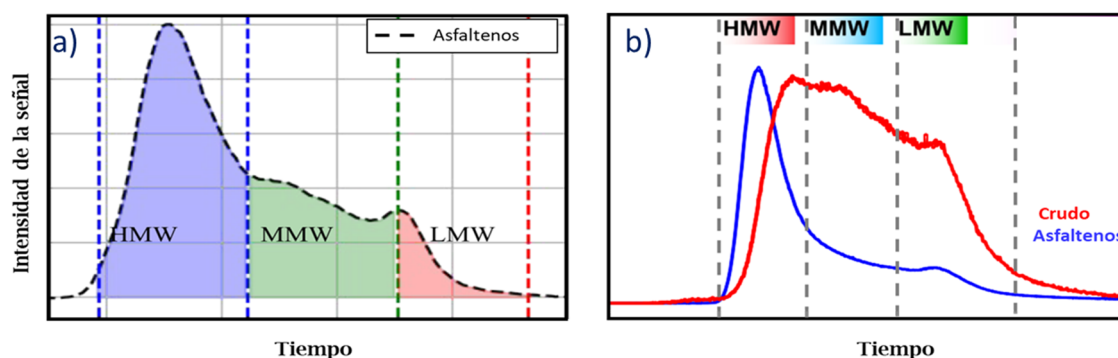 a)
Asfaltenos
Intensidad de la señal
HMW
MMW
LMW
Tiempo
b)
HMW MMW LMW
Crudo
Asfaltenos
Tiempo